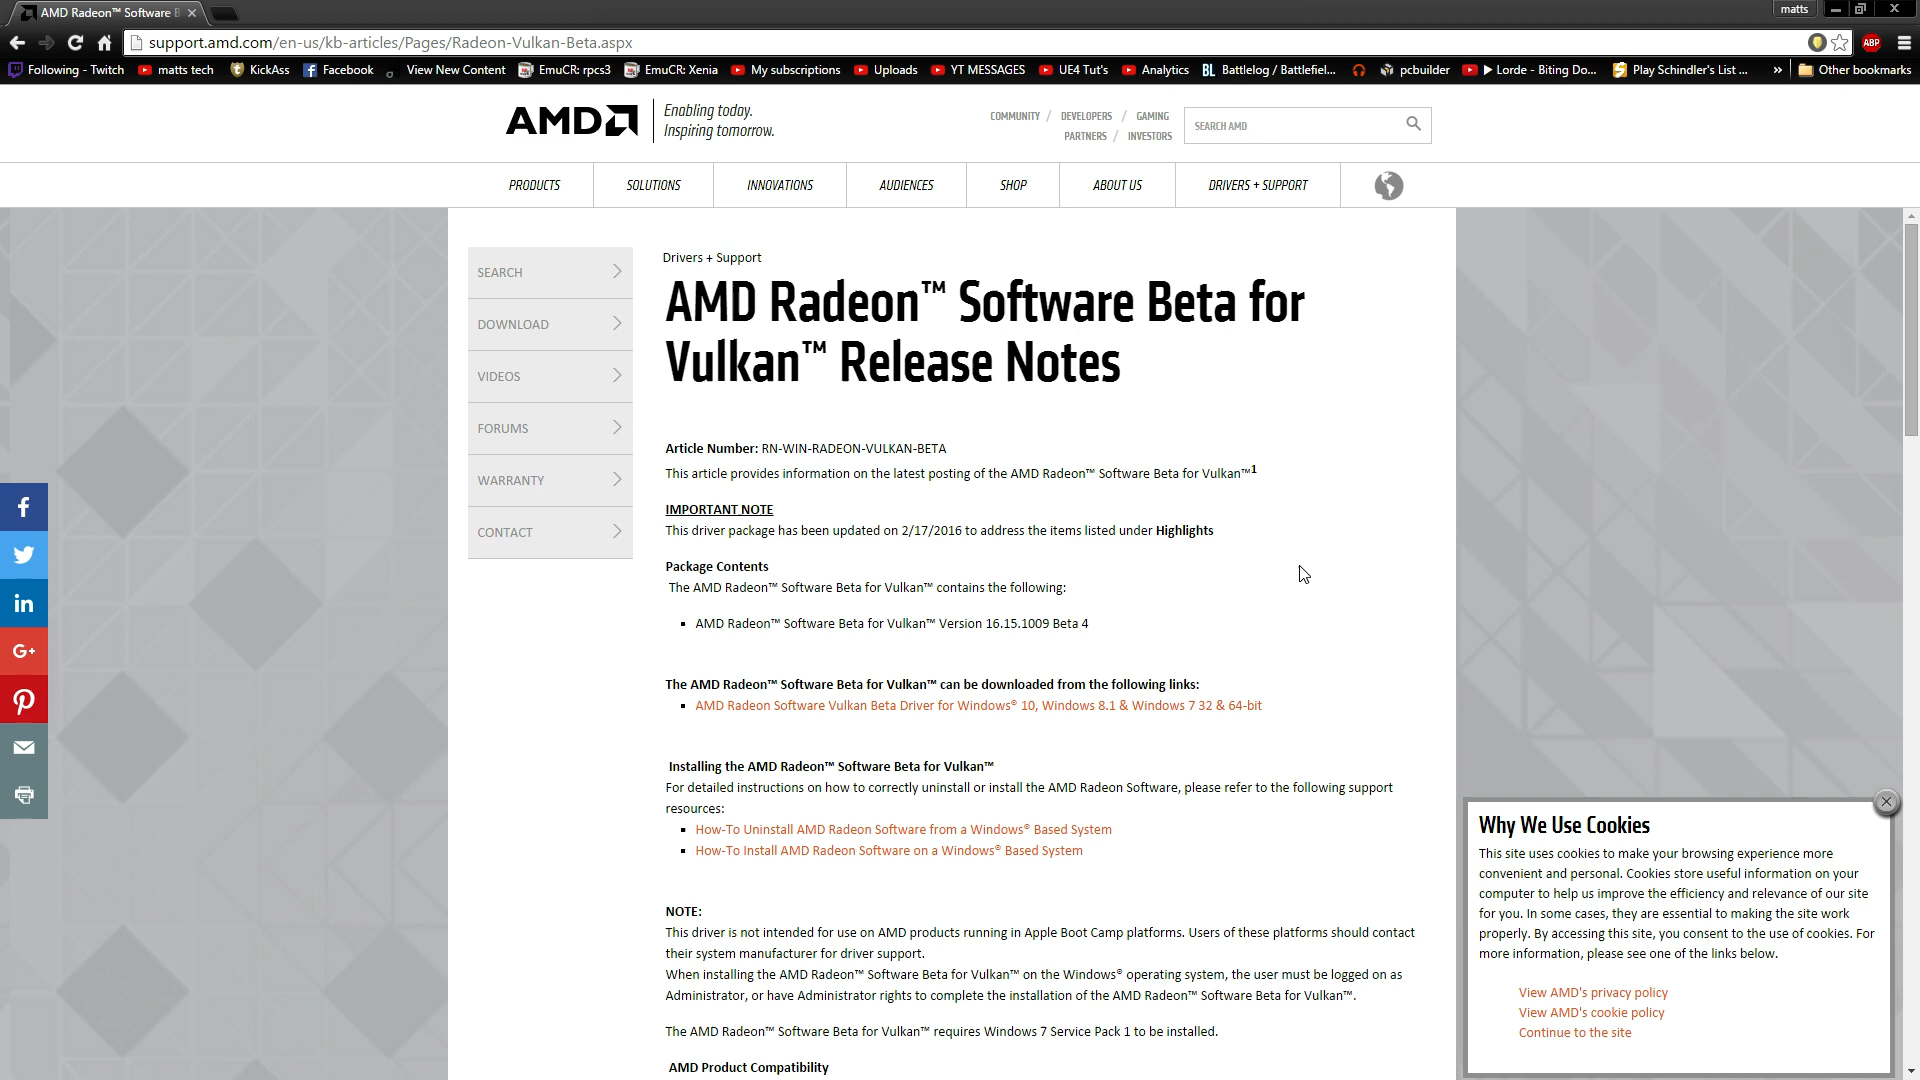 AMD Radeon™ Software B
matts
support.amd.com/en-us/kb-articles/Pages/Radeon-Vulkan-Beta.aspx
ABP
Following - Twitch
matts tech
KickAss
Facebook
View New Content
EmuCR: rpcs3
EmuCR: Xenia
My subscriptions
Uploads
YT MESSAGES
UE4 Tut's
Analytics
BL Battlelog / Battlefiel...
pcbuilder
▶ Lorde - Biting Do...
Play Schindler's List ...
»
Other bookmarks
AMD
Enabling today.
Inspiring tomorrow.
COMMUNITY / DEVELOPERS / GAMING
PARTNERS / INVESTORS
SEARCH AMD
PRODUCTS
SOLUTIONS
INNOVATIONS
AUDIENCES
SHOP
ABOUT US
DRIVERS + SUPPORT
SEARCH
DOWNLOAD
VIDEOS
FORUMS
WARRANTY
CONTACT
f
in
G+
Drivers + Support
AMD Radeon™ Software Beta for
Vulkan™ Release Notes
Article Number: RN-WIN-RADEON-VULKAN-BETA
This article provides information on the latest posting of the AMD Radeon™ Software Beta for Vulkan™1
IMPORTANT NOTE
This driver package has been updated on 2/17/2016 to address the items listed under Highlights
Package Contents
The AMD Radeon™ Software Beta for Vulkan™ contains the following:
▪ AMD Radeon™ Software Beta for Vulkan™ Version 16.15.1009 Beta 4
The AMD Radeon™ Software Beta for Vulkan™ can be downloaded from the following links:
▪ AMD Radeon Software Vulkan Beta Driver for Windows® 10, Windows 8.1 & Windows 7 32 & 64-bit
Installing the AMD Radeon™ Software Beta for Vulkan™
For detailed instructions on how to correctly uninstall or install the AMD Radeon Software, please refer to the following support
resources:
▪ How-To Uninstall AMD Radeon Software from a Windows® Based System
▪ How-To Install AMD Radeon Software on a Windows® Based System
NOTE:
This driver is not intended for use on AMD products running in Apple Boot Camp platforms. Users of these platforms should contact
their system manufacturer for driver support.
When installing the AMD Radeon™ Software Beta for Vulkan™ on the Windows® operating system, the user must be logged on as
Administrator, or have Administrator rights to complete the installation of the AMD Radeon™ Software Beta for Vulkan™.
The AMD Radeon™ Software Beta for Vulkan™ requires Windows 7 Service Pack 1 to be installed.
AMD Product Compatibility
Why We Use Cookies
This site uses cookies to make your browsing experience more
convenient and personal. Cookies store useful information on your
computer to help us improve the efficiency and relevance of our site
for you. In some cases, they are essential to making the site work
properly. By accessing this site, you consent to the use of cookies. For
more information, please see one of the links below.
View AMD's privacy policy
View AMD's cookie policy
Continue to the site